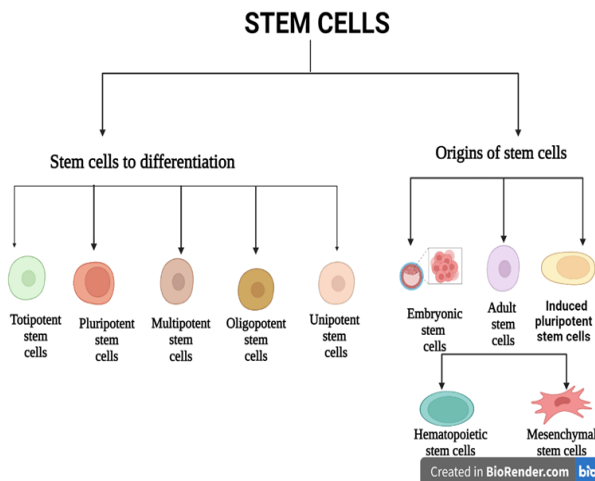 STEM CELLS
Stem cells to differentiation
Totipotent
stem
cells
Pluripotent
stem
cells
Multipotent
stem
cells
Oligopotent
stem
cells
Unipotent
stem
cells
Origins of stem cells
Embryonic
stem
cells
Adult
stem
cells
Induced
pluripotent
stem cells
Hematopoietic
stem cells
Mesenchymal
stem cells
Created in BioRender.com bio